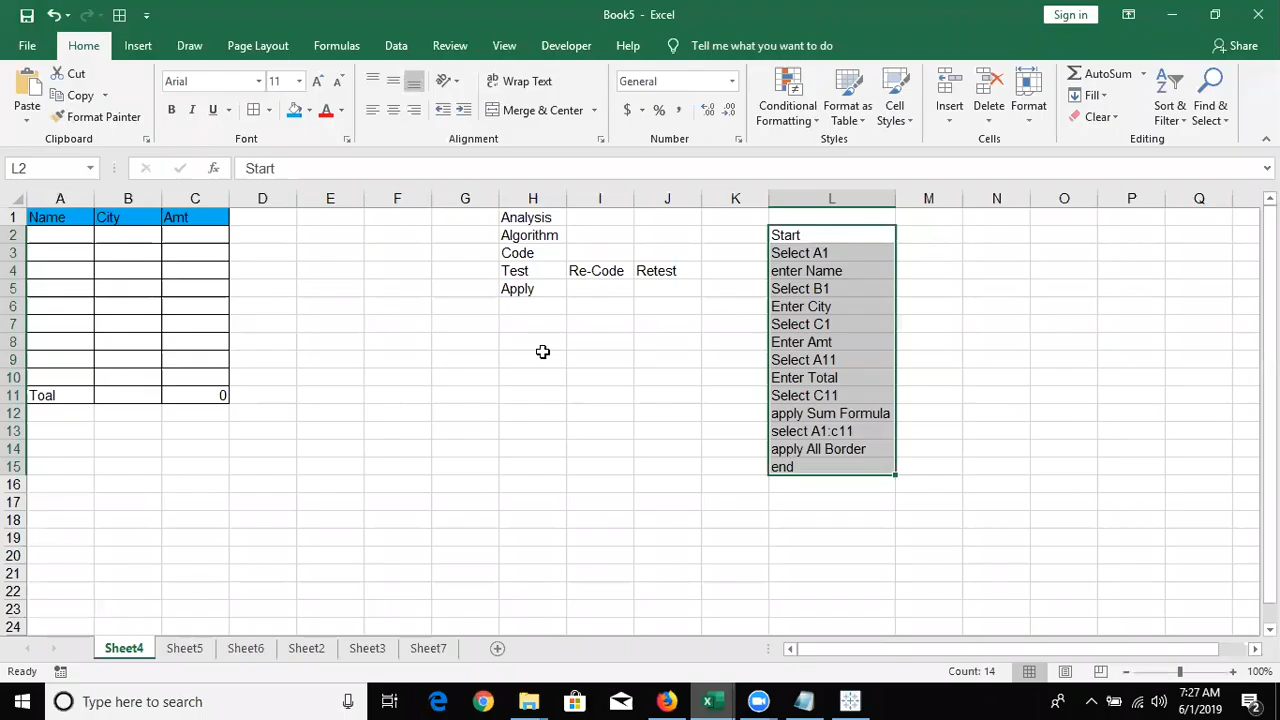 Book5 - Excel
Sign in
File Home Insert Draw Page Layout Formulas Data Review View Developer Help Tell me what you want to do Share
Paste
Cut
Copy
Format Painter
Clipboard
Arial 11
B I U
Font
Wrap Text
Merge & Center
Alignment
General
$ % ,
Number
Conditional Formatting
Format as Table
Cell Styles
Styles
Insert Delete Format
Cells
AutoSum
Fill
Clear
Sort & Filter
Find & Select
Editing
L2 fx Start
A B C D E F G H I J K L M N O P Q
1 Name City Amt Analysis
2 Algorithm Start
3 Code Select A1
4 Test Re-Code Retest enter Name
5 Apply Select B1
6 Enter City
7 Select C1
8 Enter Amt
9 Select A11
10 Enter Total
11 Toal 0 Select C11
12 apply Sum Formula
13 select A1:c11
14 apply All Border
15 end
16
17
18
19
20
21
22
23
24
Sheet4 Sheet5 Sheet6 Sheet2 Sheet3 Sheet7
Ready Count: 14 100%
Type here to search
7:27 AM
6/1/2019
2